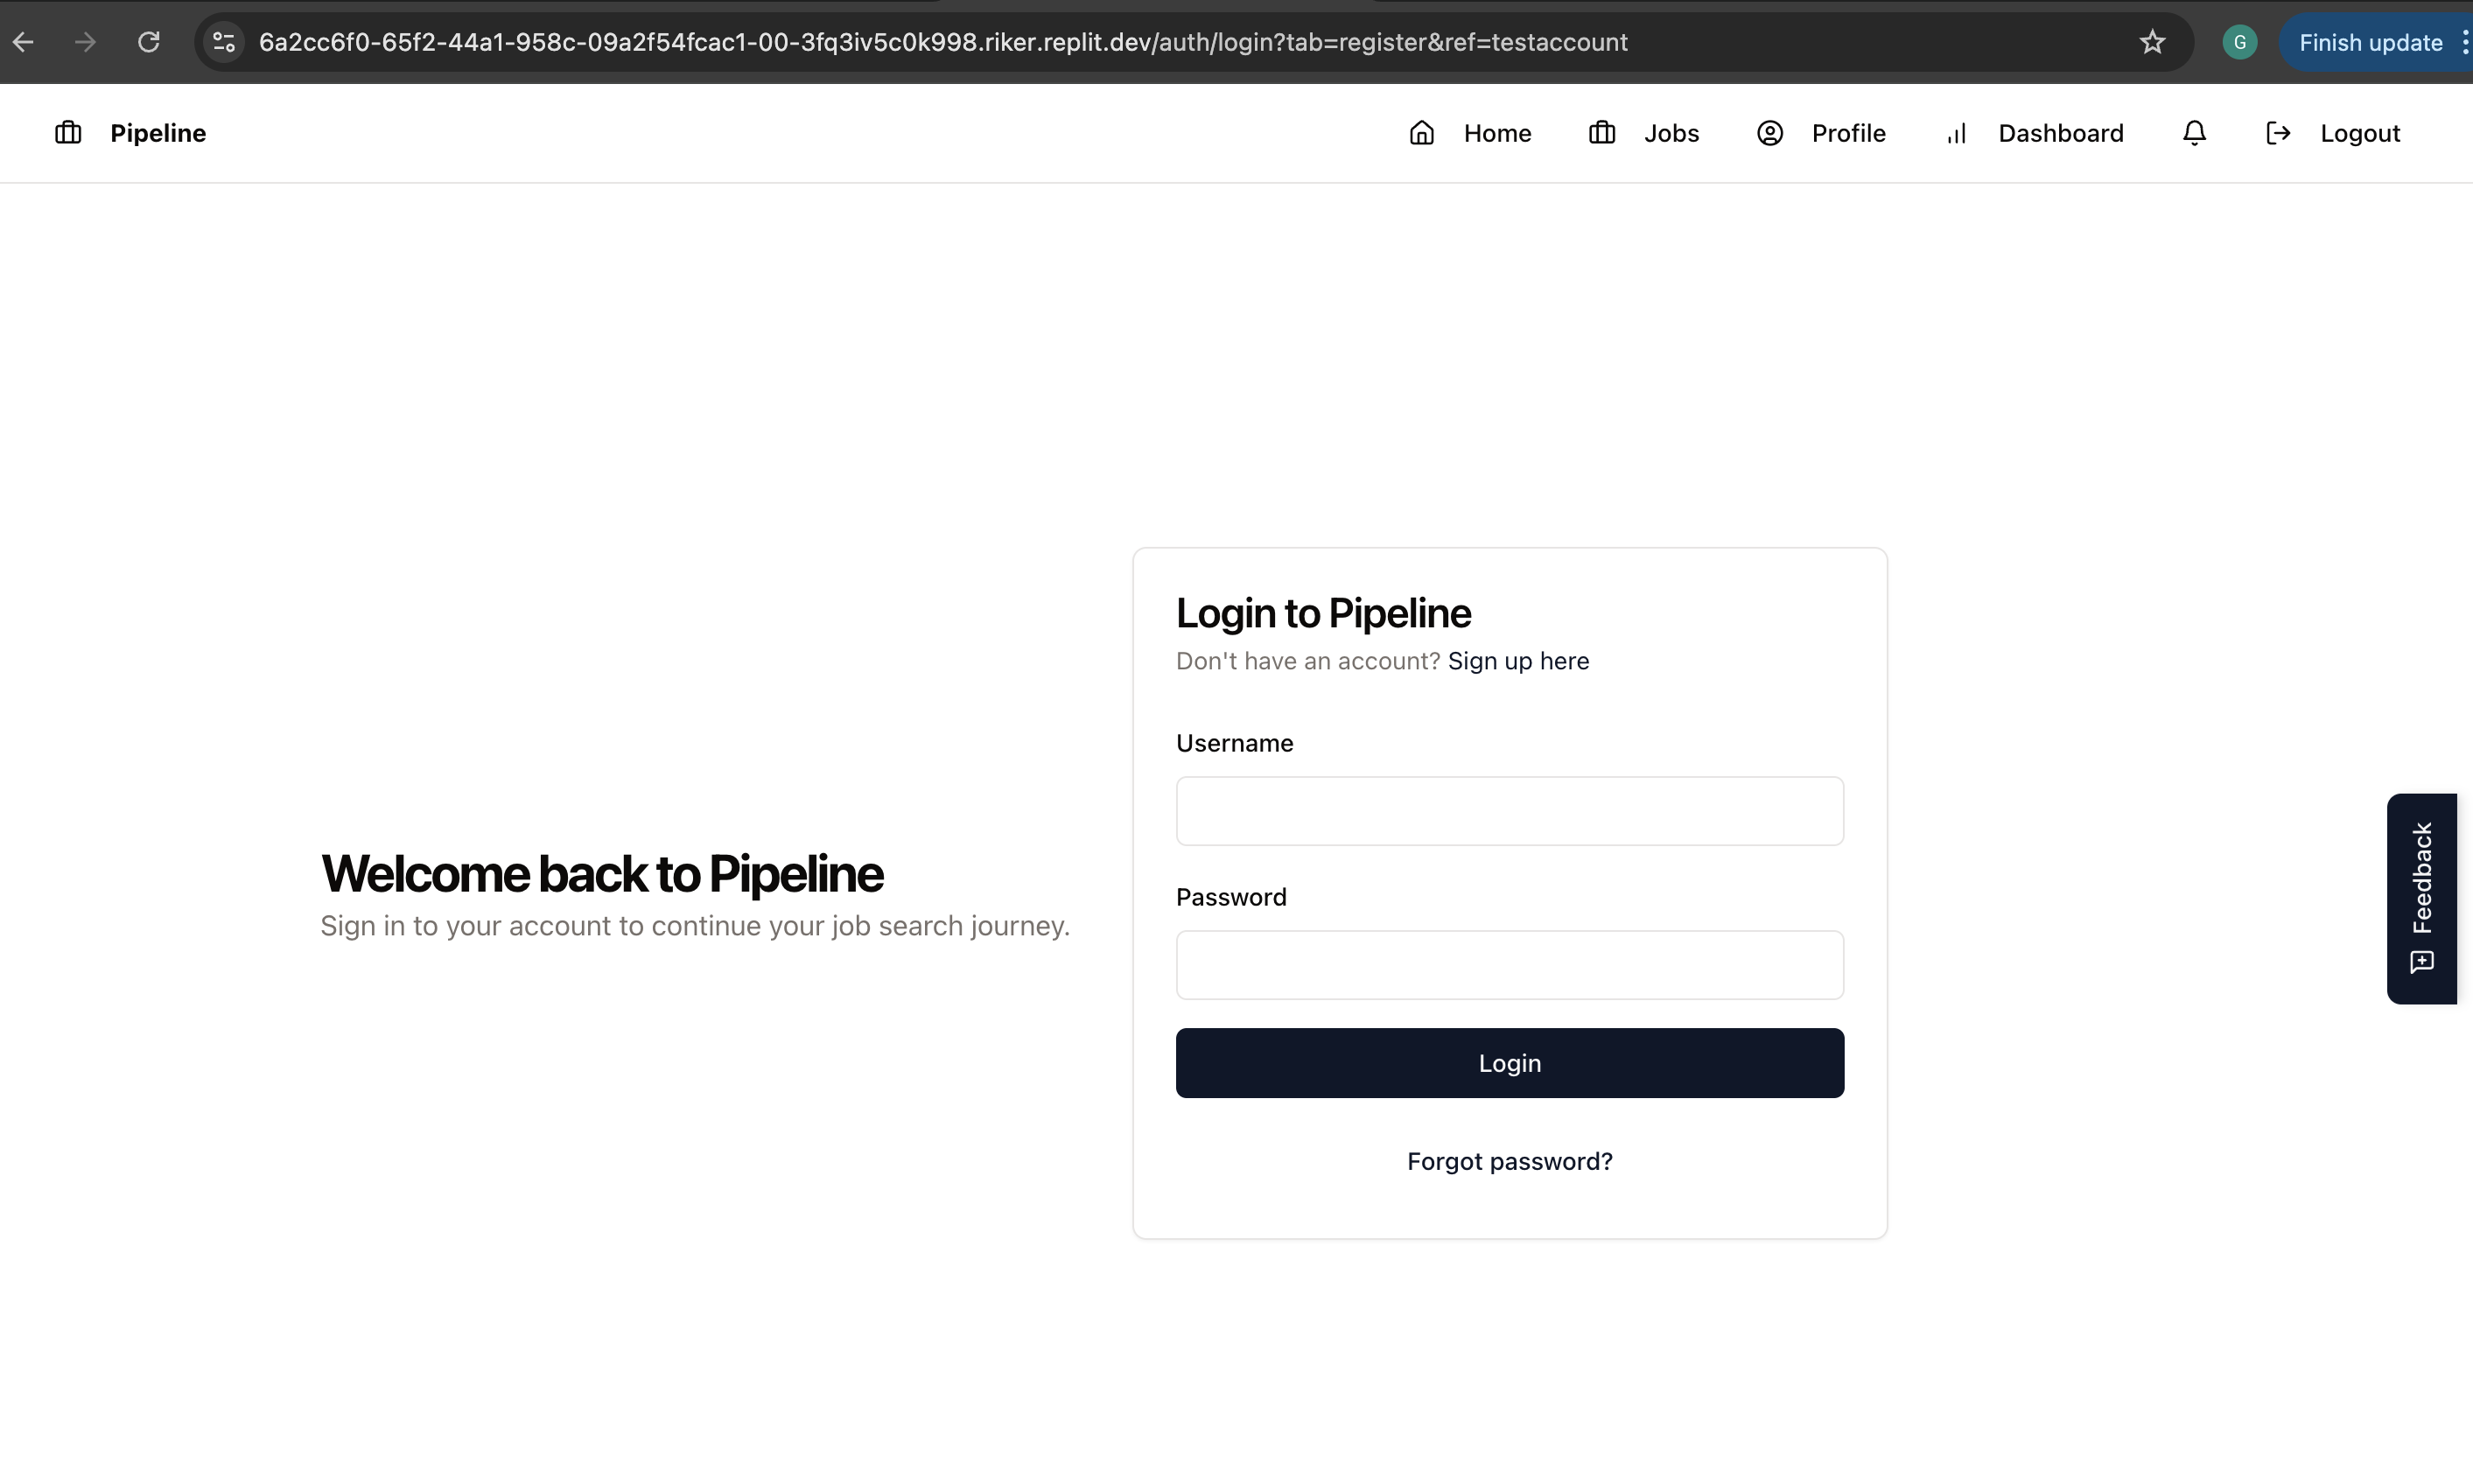 6a2cc6f0-65f2-44a1-958c-09a2f54fcac1-00-3fq3iv5c0k998.riker.replit.dev/auth/login?tab=register&ref=testaccount
G
Finish update
Pipeline
Home
Jobs
Profile
Dashboard
Logout
Login to Pipeline
Don't have an account? Sign up here
Username
Password
Login
Forgot password?
Welcome back to Pipeline
Sign in to your account to continue your job search journey.
Feedback